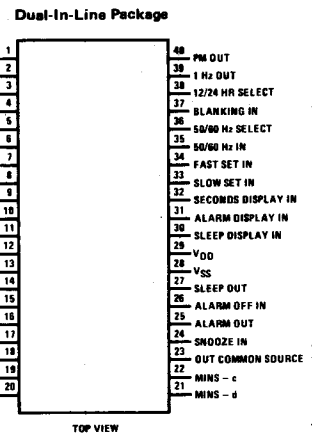 Dual-In-Line Package
1
2
3
4
5
6
7
8
9
10
11
12
13
14
15
16
17
18
19
20
40 PM OUT
39 1 Hz OUT
38 12/24 HR SELECT
37 BLANKING IN
36 50/60 Hz SELECT
35 50/60 Hz IN
34 FAST SET IN
33 SLOW SET IN
32 SECONDS DISPLAY IN
31 ALARM DISPLAY IN
30 SLEEP DISPLAY IN
29 VDD
28 VSS
27 SLEEP OUT
26 ALARM OFF IN
25 ALARM OUT
24 SNOOZE IN
23 OUT COMMON SOURCE
22 MINS – c
21 MINS – d
TOP VIEW